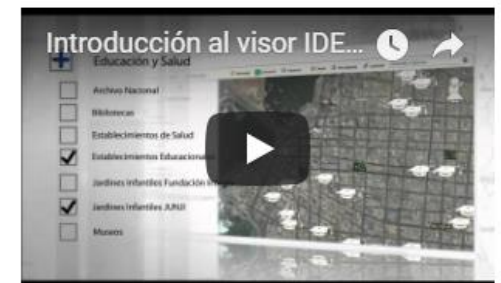 Introducción al visor IDE...
Educación y Salud
Archivo Nacional
Bibliotecas
Establecimientos de Salud
Establecimientos Educacionales
Jardines Infantiles Fundación
Jardines Infantiles JUNJI
Museos